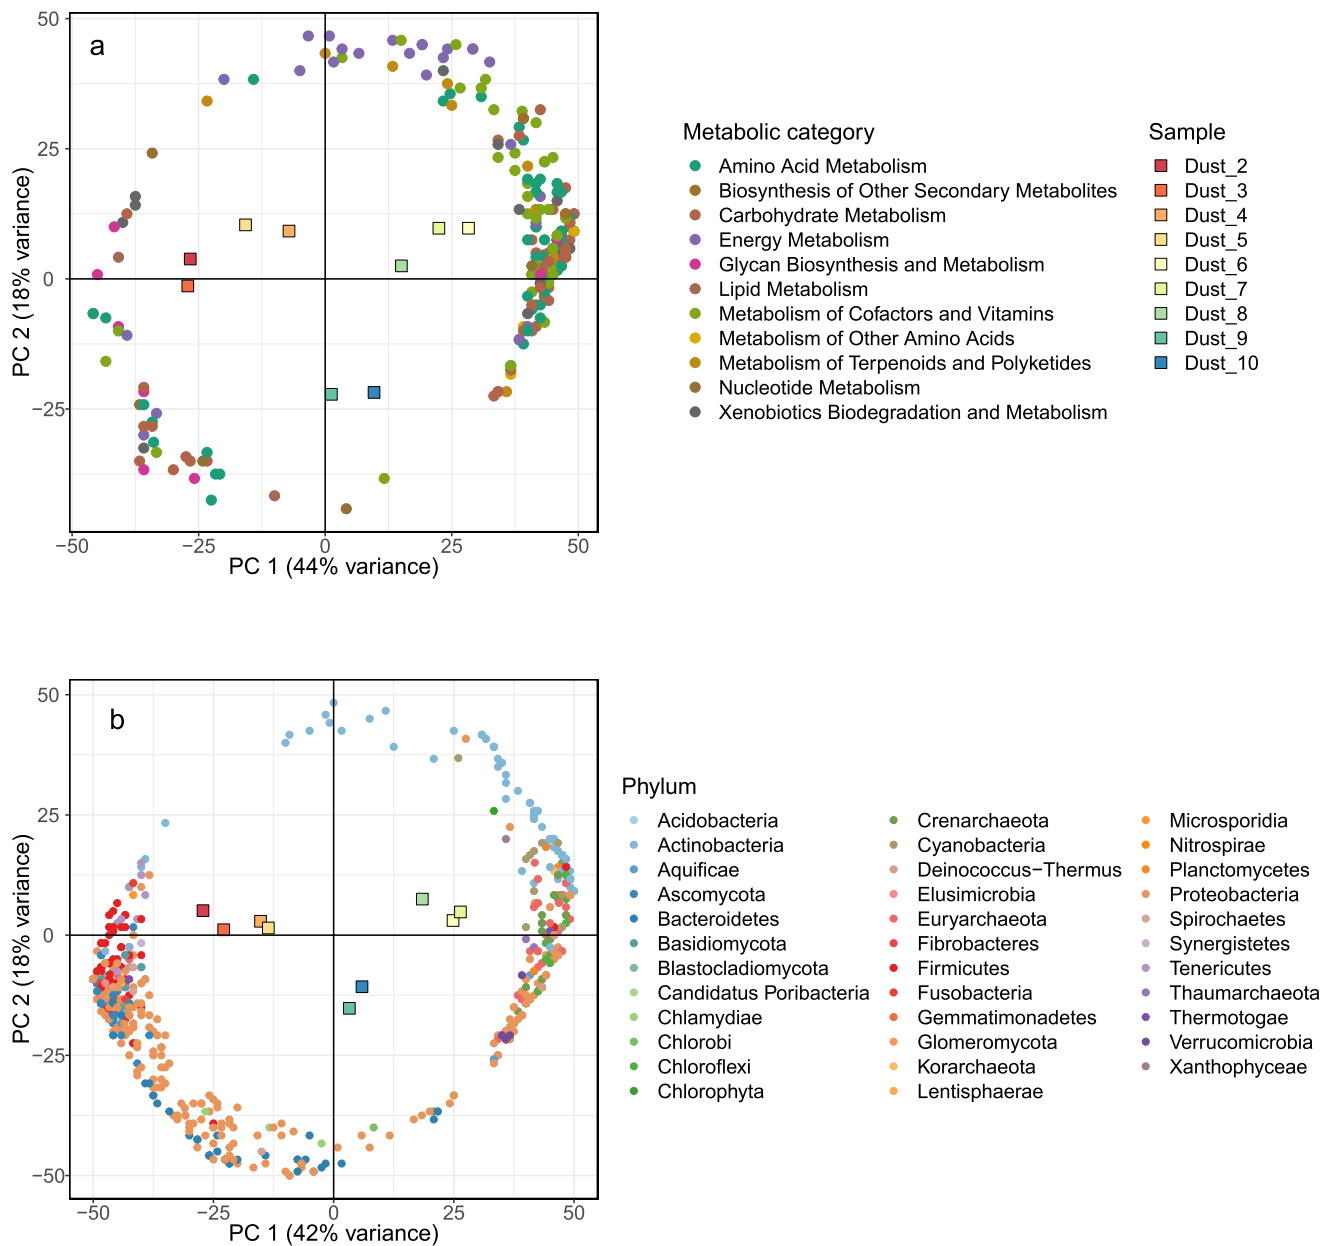 a
50
25
0
−25
PC 2 (18% variance)
−50
−25
0
25
50
PC 1 (44% variance)
Metabolic category
Amino Acid Metabolism
Biosynthesis of Other Secondary Metabolites
Carbohydrate Metabolism
Energy Metabolism
Glycan Biosynthesis and Metabolism
Lipid Metabolism
Metabolism of Cofactors and Vitamins
Metabolism of Other Amino Acids
Metabolism of Terpenoids and Polyketides
Nucleotide Metabolism
Xenobiotics Biodegradation and Metabolism
Sample
Dust_2
Dust_3
Dust_4
Dust_5
Dust_6
Dust_7
Dust_8
Dust_9
Dust_10
b
50
25
0
−25
−50
PC 2 (18% variance)
−50
−25
0
25
50
PC 1 (42% variance)
Phylum
Acidobacteria
Actinobacteria
Aquificae
Ascomycota
Bacteroidetes
Basidiomycota
Blastocladiomycota
Candidatus Poribacteria
Chlamydiae
Chlorobi
Chloroflexi
Chlorophyta
Crenarchaeota
Cyanobacteria
Deinococcus−Thermus
Elusimicrobia
Euryarchaeota
Fibrobacteres
Firmicutes
Fusobacteria
Gemmatimonadetes
Glomeromycota
Korarchaeota
Lentisphaerae
Microsporidia
Nitrospirae
Planctomycetes
Proteobacteria
Spirochaetes
Synergistetes
Tenericutes
Thaumarchaeota
Thermotogae
Verrucomicrobia
Xanthophyceae